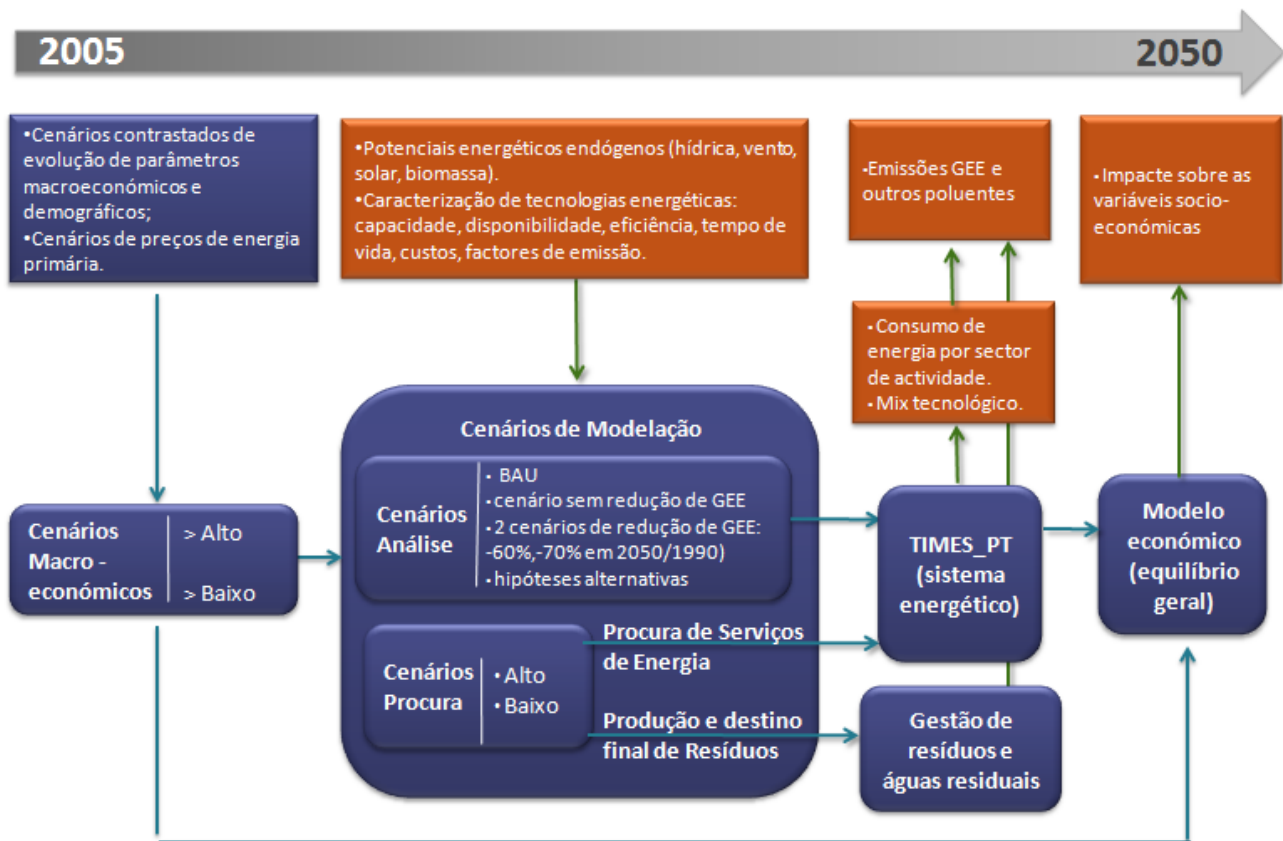 2005
2050
•Cenários contrastados de
evolução de parâmetros
macroeconómicos e
demográficos;
•Cenários de preços de energia
primária.
•Potenciais energéticos endógenos (hídrica, vento,
solar, biomassa).
•Caracterização de tecnologias energéticas:
capacidade, disponibilidade, eficiência, tempo de
vida, custos, factores de emissão.
•Emissões GEE e
outros poluentes
• Impacte sobre as
variáveis socio-
económicas
• Consumo de
energia por sector
de actividade.
• Mix tecnológico.
Cenários
Macro -
económicos
> Alto
> Baixo
Cenários de Modelação
Cenários
Análise
• BAU
• cenário sem redução de GEE
• 2 cenários de redução de GEE:
-60%,-70% em 2050/1990)
• hipóteses alternativas
Cenários
Procura
• Alto
• Baixo
Procura de Serviços
de Energia
Produção e destino
final de Resíduos
TIMES_PT
(sistema
energético)
Gestão de
resíduos e
águas residuais
Modelo
económico
(equilíbrio
geral)